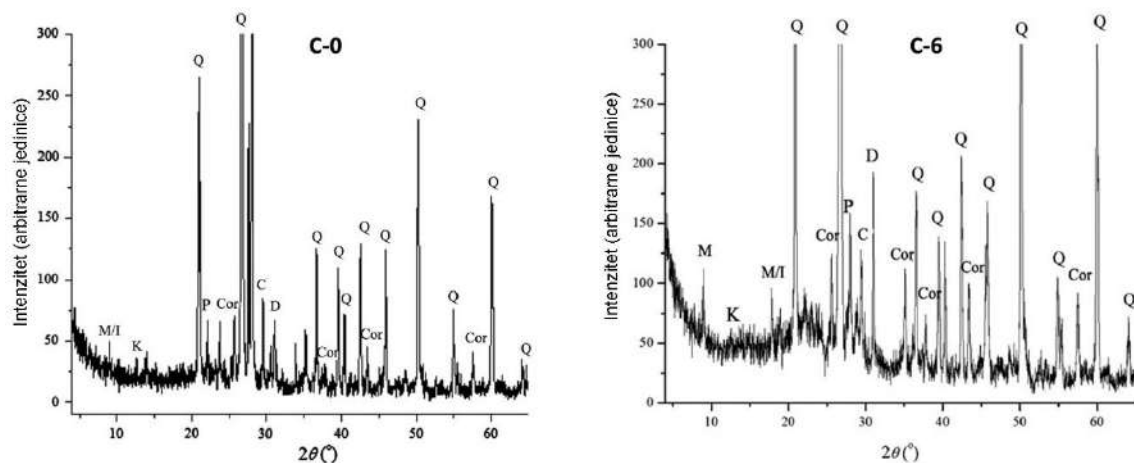 C-0
Q
Q
Q
Q
Q
Q
Q
Q
Q
Q
Q
M/I
K
P
Cor
C
D
Cor
Cor
Cor
300
250
200
150
100
50
0
10
20
30
40
50
60
Intenzitet (arbitrarne jedinice)
2θ (°)
C-6
Q
Q
Q
Q
Q
Q
Q
Q
Q
Q
M
K
M/I
Cor
P
C
D
Cor
Cor
Cor
Cor
300
250
200
150
100
50
0
10
20
30
40
50
60
Intenzitet (arbitrarne jedinice)
2θ (°)